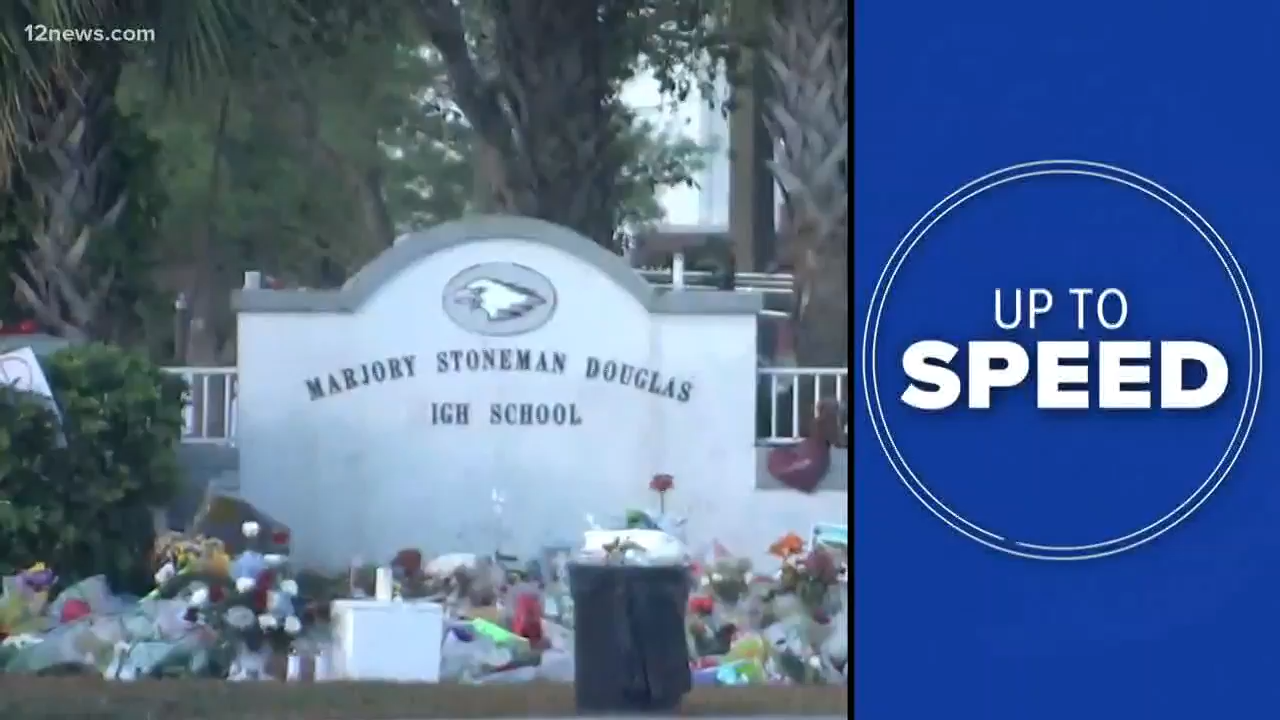 12news.com
MARJORY STONEMAN DOUGLAS
IGH SCHOOL
UP TO
SPEED